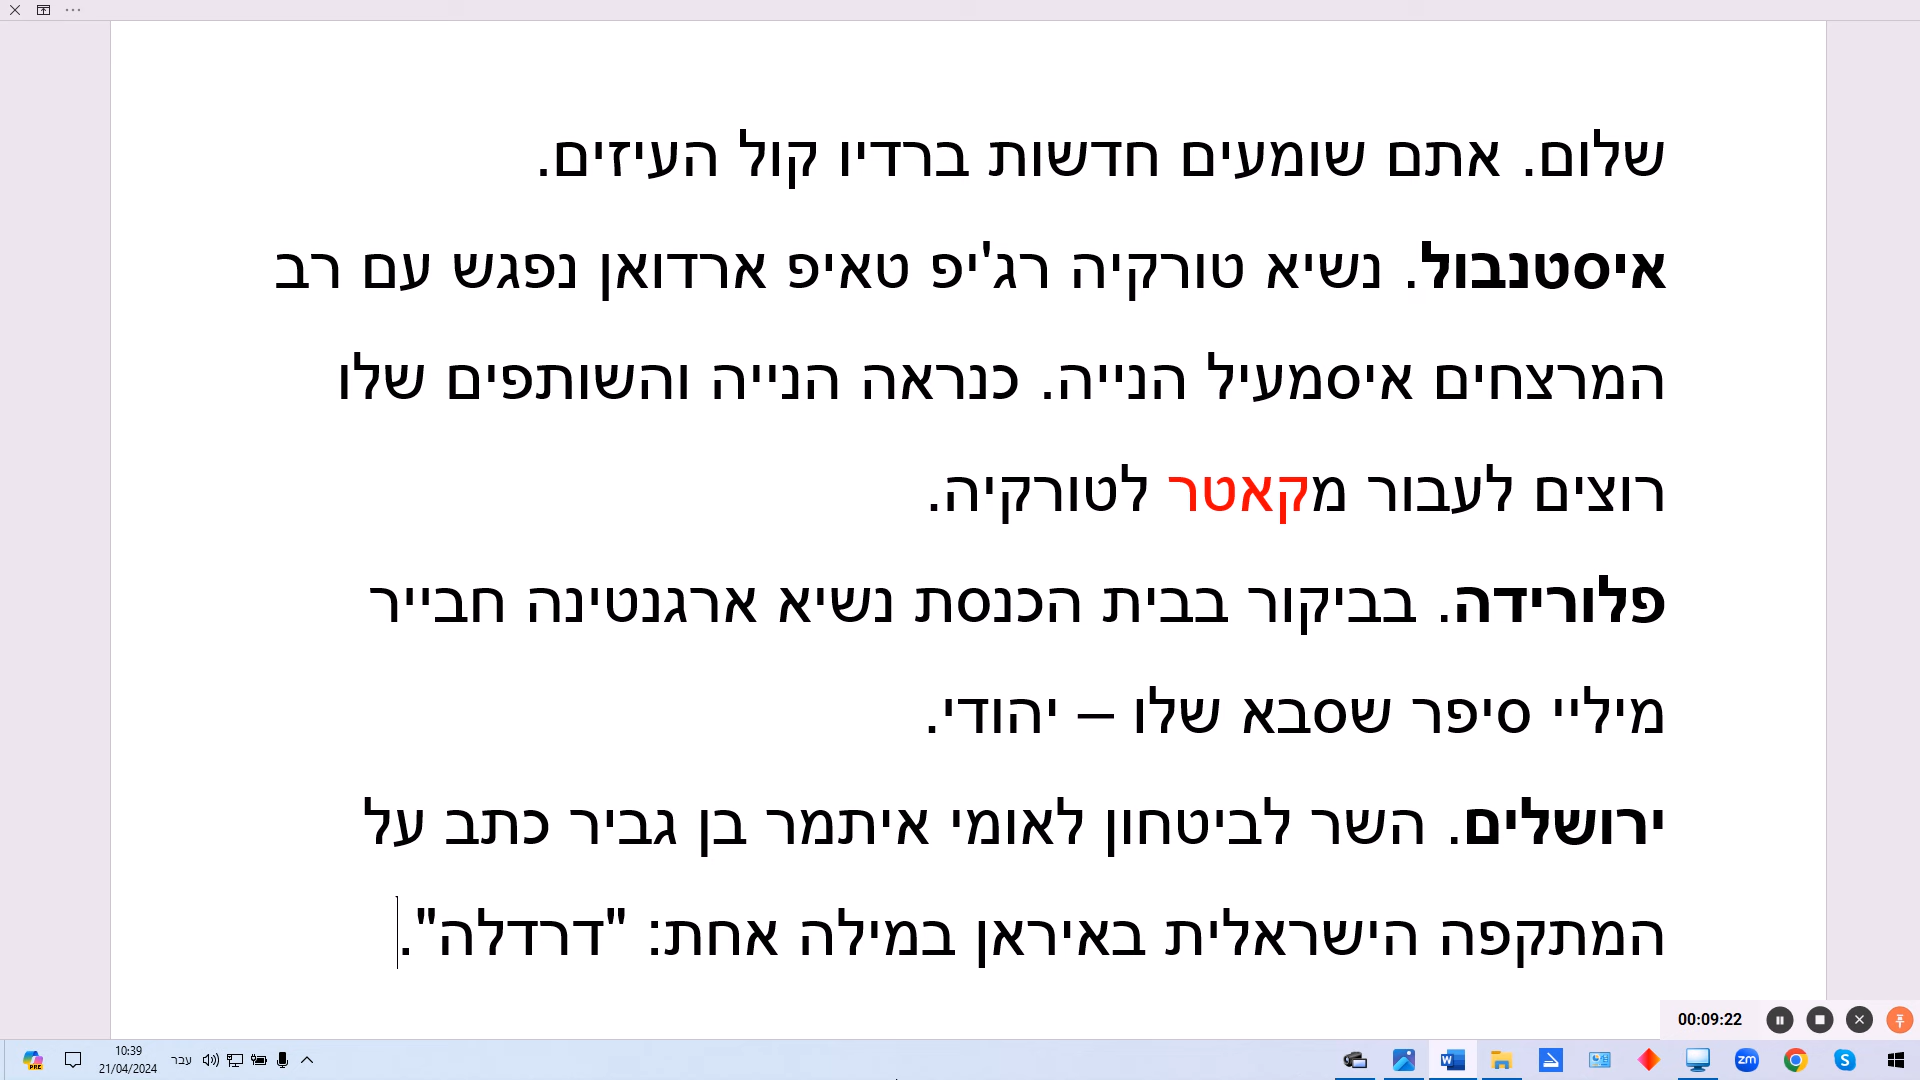 שלום. אתם שומעים חדשות ברדיו קול העיזים.
איסטנבול. נשיא טורקיה רג'יפ טאיפ ארדואן נפגש עם רב
המרצחים איסמעיל הנייה. כנראה הנייה והשותפים שלו
רוצים לעבור מקאטר לטורקיה.
פלורידה. בביקור בבית הכנסת נשיא ארגנטינה חבייר
מיליי סיפר שסבא שלו – יהודי.
ירושלים. השר לביטחון לאומי איתמר בן גביר כתב על
המתקפה הישראלית באיראן במילה אחת: "דרדלה".
00:09:22
10:39
עבר
21/04/2024
PRE
W
zm
S